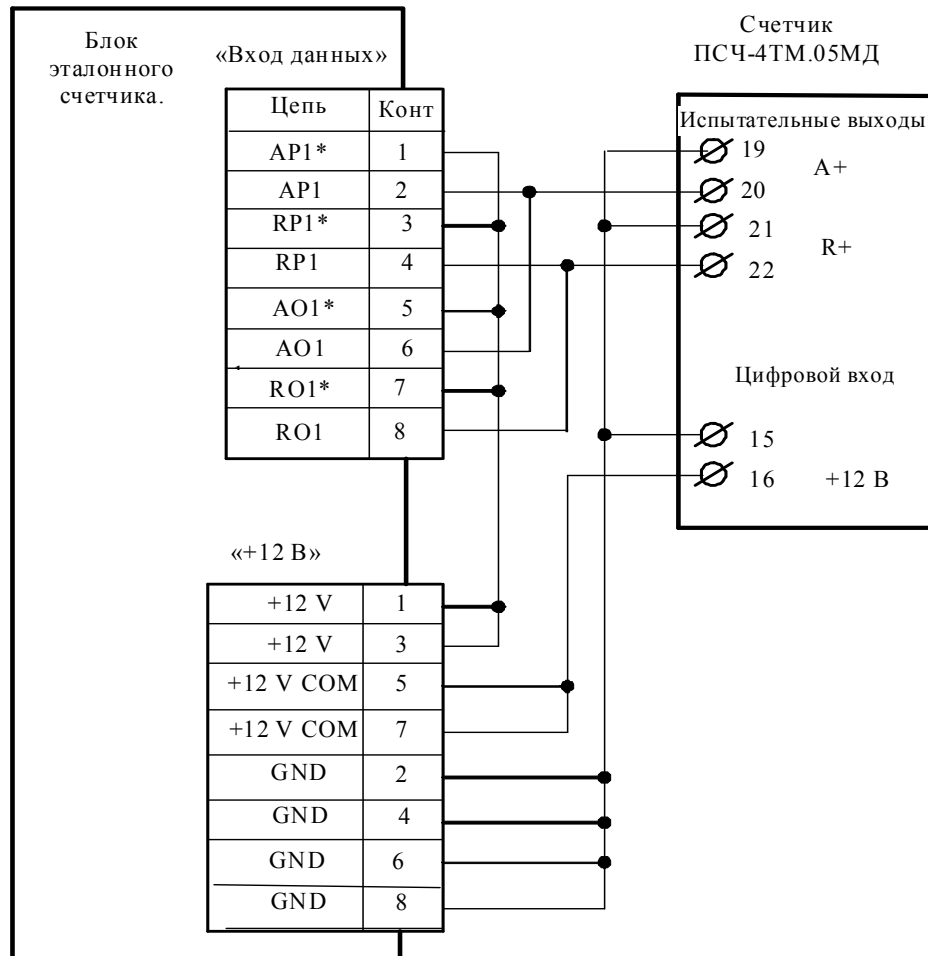 Блок
эталонного
счетчика.
«Вход данных»
Цепь Конт
AP1* 1
AP1 2
RP1* 3
RP1 4
AO1* 5
AO1 6
RO1* 7
RO1 8
«+12 В»
+12 V 1
+12 V 3
+12 V COM 5
+12 V COM 7
GND 2
GND 4
GND 6
GND 8
Счетчик
ПСЧ-4ТМ.05МД
Испытательные выходы
19
A+
20
21
R+
22
Цифровой вход
15
16 +12 В